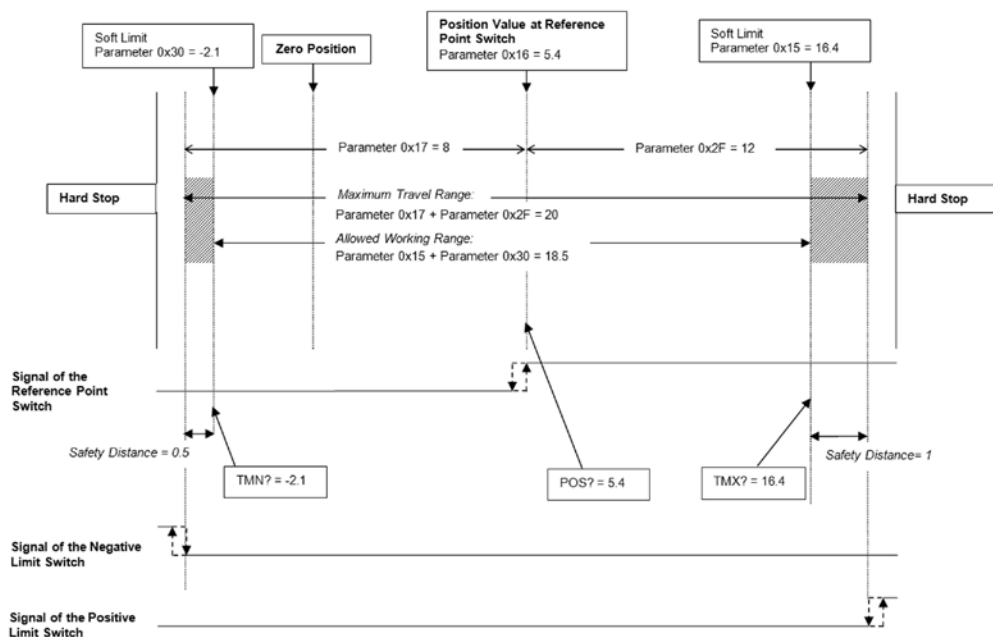 Soft Limit
Parameter 0x30 = -2.1
Zero Position
Position Value at Reference
Point Switch
Parameter 0x16 = 5.4
Soft Limit
Parameter 0x15 = 16.4
Parameter 0x17 = 8
Parameter 0x2F = 12
Hard Stop
Maximum Travel Range:
Parameter 0x17 + Parameter 0x2F = 20
Allowed Working Range:
Parameter 0x15 + Parameter 0x30 = 18.5
Hard Stop
Signal of the
Reference Point
Switch
Safety Distance = 0.5
Safety Distance= 1
TMN? = -2.1
POS? = 5.4
TMX? = 16.4
Signal of the Negative
Limit Switch
Signal of the Positive
Limit Switch